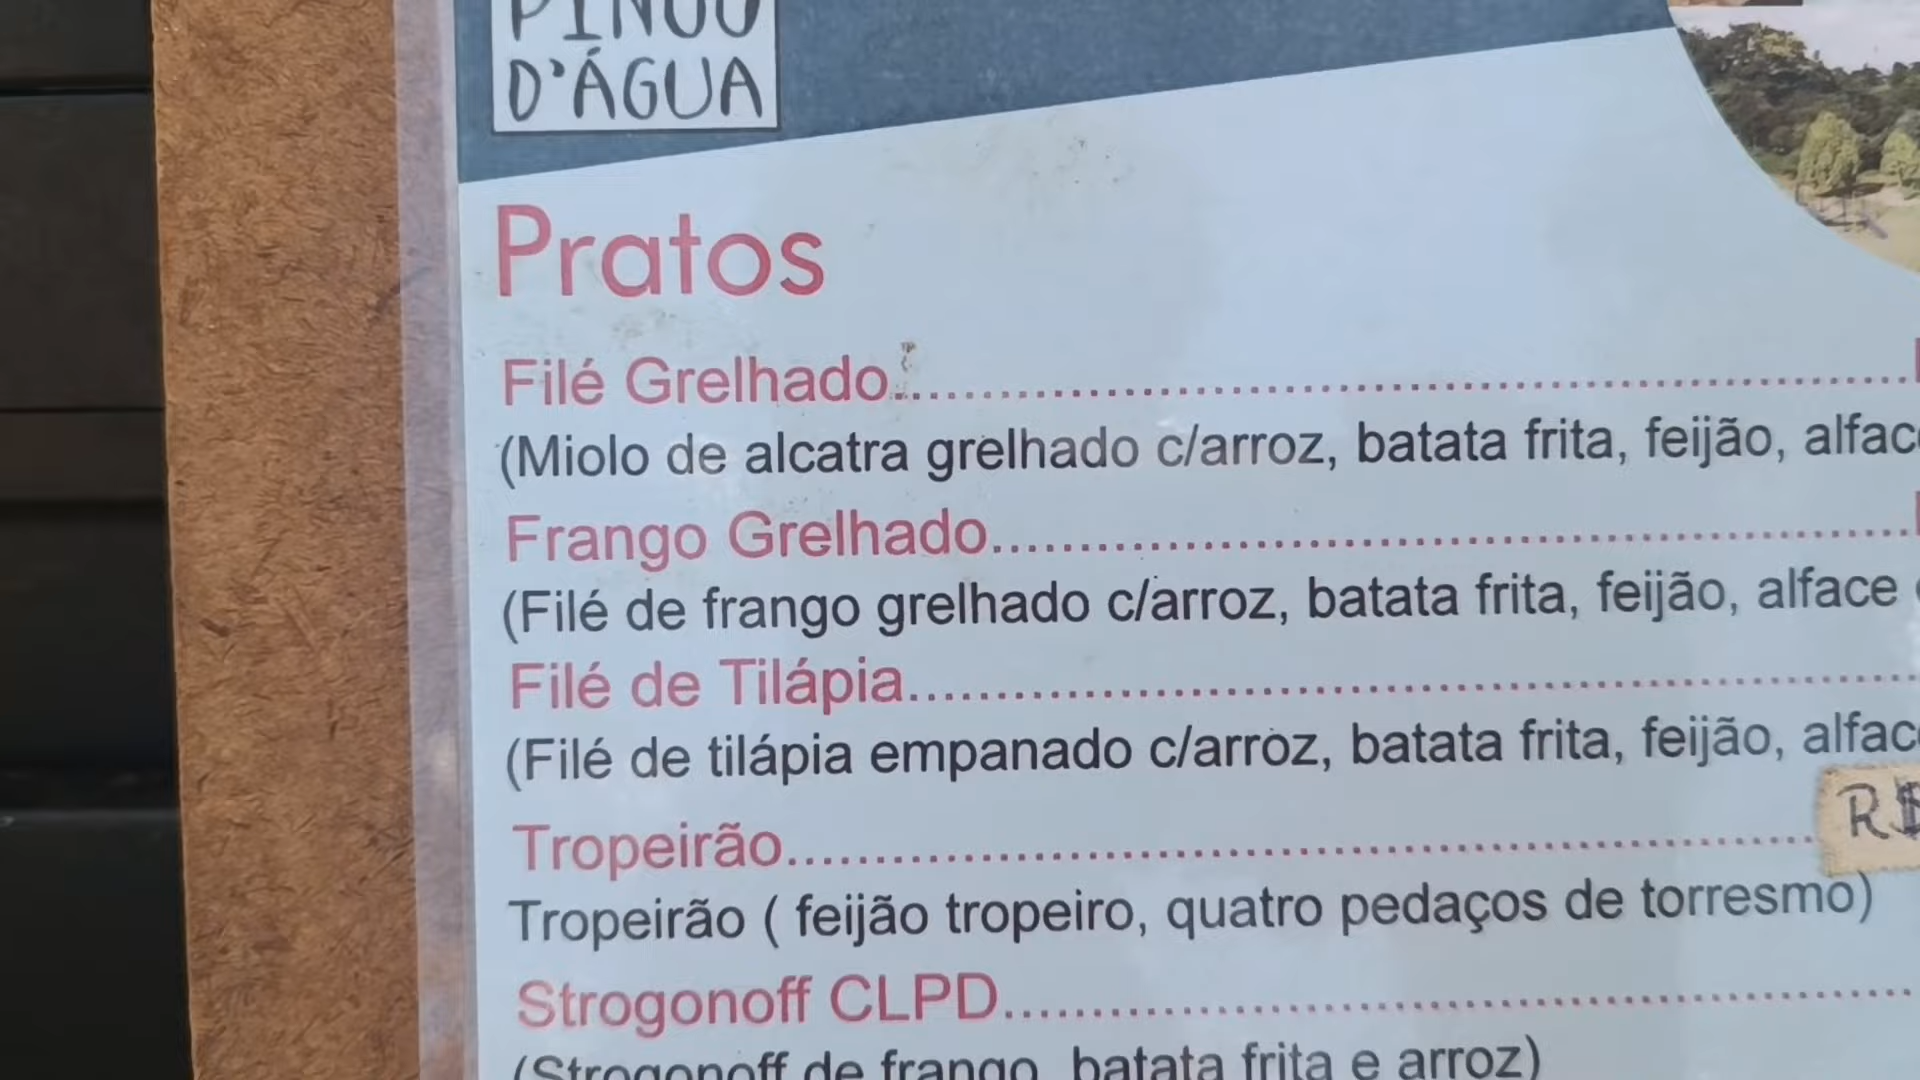 PINGO
D'ÁGUA
Pratos
Filé Grelhado
(Miolo de alcatra grelhado c/arroz, batata frita, feijão,
Frango Grelhado
(Filé de frango grelhado c/arroz, batata frita, feijão, alface
Filé de Tilápia
(Filé de tilápia empanado c/arroz, batata frita, feijão,
Tropeirão
R$
Tropeirão ( feijão tropeiro, quatro pedaços de torresmo)
Strogonoff CLPD
(Strogonoff de frango, batata frita e arroz)